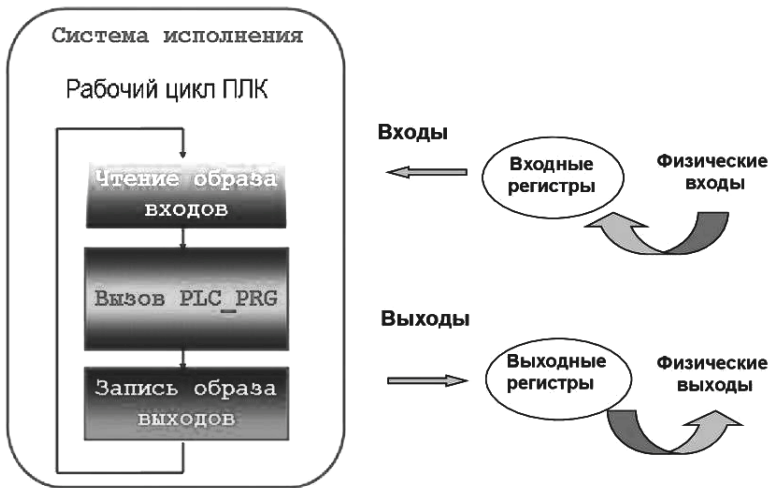 Система исполнения
Рабочий цикл ПЛК
Чтение образа
входов
Вызов PLC_PRG
Запись образа
выходов
Входы
Входные
регистры
Физические
входы
Выходы
Выходные
регистры
Физические
выходы